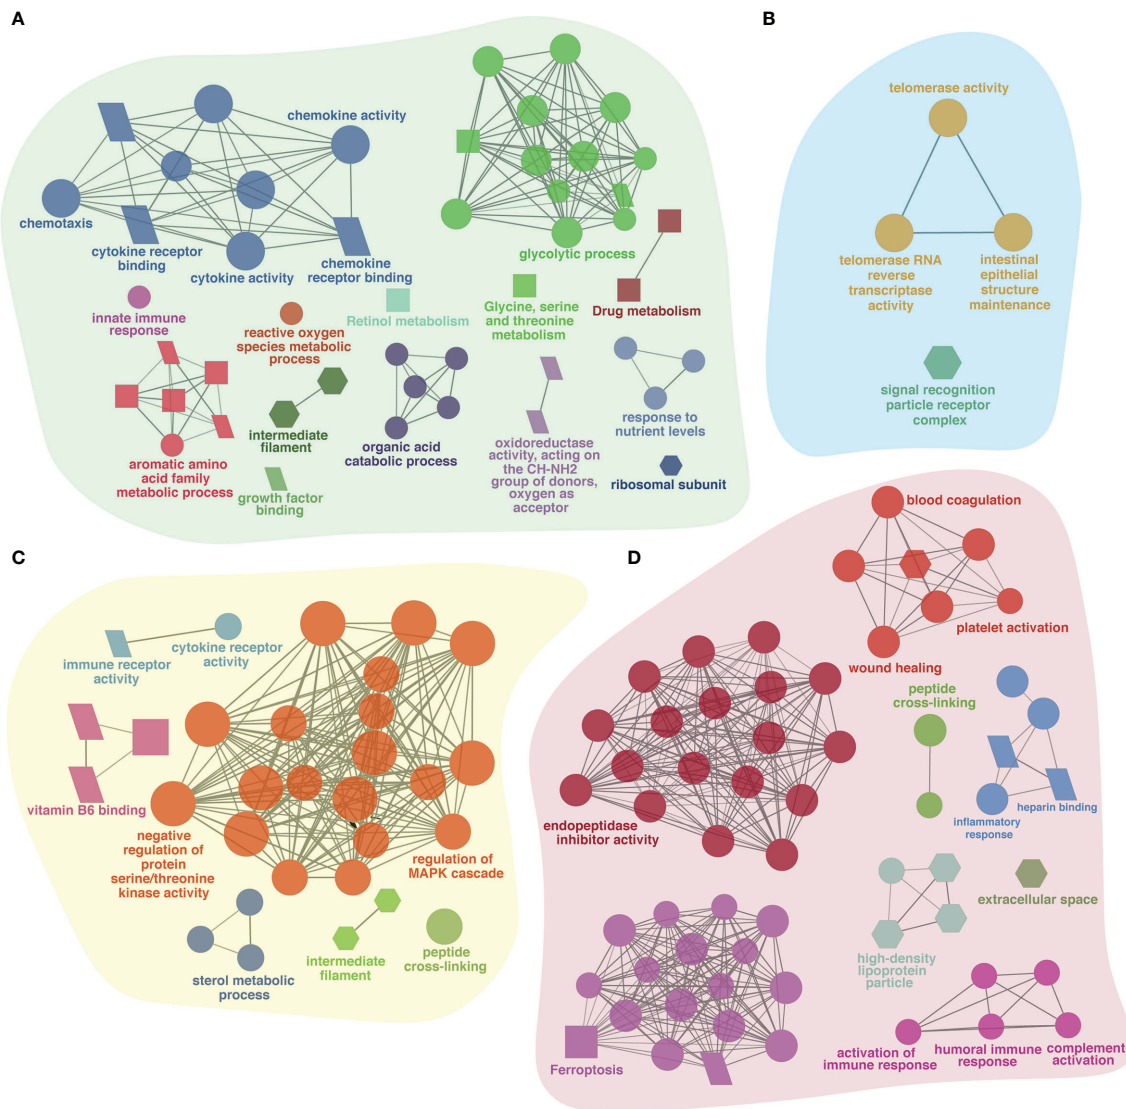 A
chemokine activity
chemotaxis
cytokine receptor
binding
cytokine activity
chemokine
receptor binding
glycolytic process
innate immune
response
reactive oxygen
species metabolic
process
Retinol metabolism
Glycine, serine
and threonine
metabolism
Drug metabolism
aromatic amino
acid family
metabolic process
intermediate
filament
growth factor
binding
organic acid
catabolic process
oxidoreductase
activity, acting on
the CH-NH2
group of donors,
oxygen as
acceptor
response to
nutrient levels
ribosomal subunit
B
telomerase activity
telomerase RNA
reverse
transcriptase
activity
intestinal
epithelial
structure
maintenance
signal recognition
particle receptor
complex
C
immune receptor
activity
cytokine receptor
activity
vitamin B6 binding
negative
regulation of
protein
serine/threonine
kinase activity
regulation of
MAPK cascade
sterol metabolic
process
intermediate
filament
peptide
cross-linking
D
blood coagulation
platelet activation
wound healing
endopeptidase
inhibitor activity
peptide
cross-linking
inflammatory
response
heparin binding
high-density
lipoprotein
particle
extracellular space
Ferroptosis
activation of
immune response
humoral immune
response
complement
activation